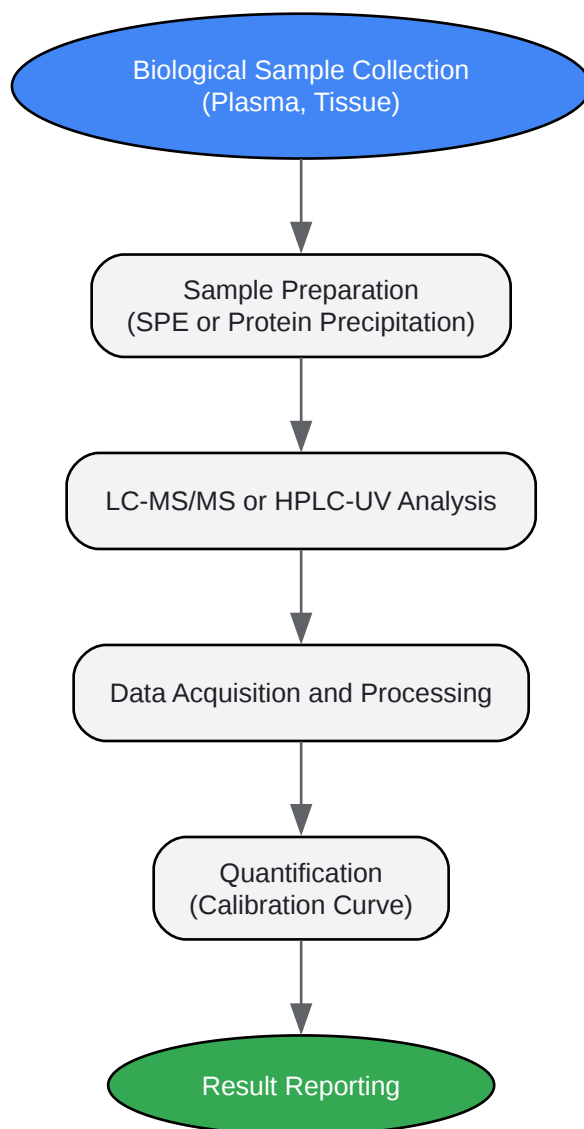 Biological Sample Collection
(Plasma, Tissue)
Sample Preparation
(SPE or Protein Precipitation)
LC-MS/MS or HPLC-UV Analysis
Data Acquisition and Processing
Quantification
(Calibration Curve)
Result Reporting